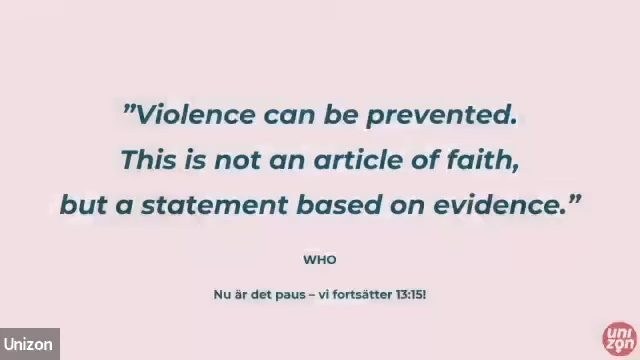 ”Violence can be prevented.
This is not an article of faith,
but a statement based on evidence.”
WHO
Nu är det paus – vi fortsätter 13:15!
Unizon
uni
zon